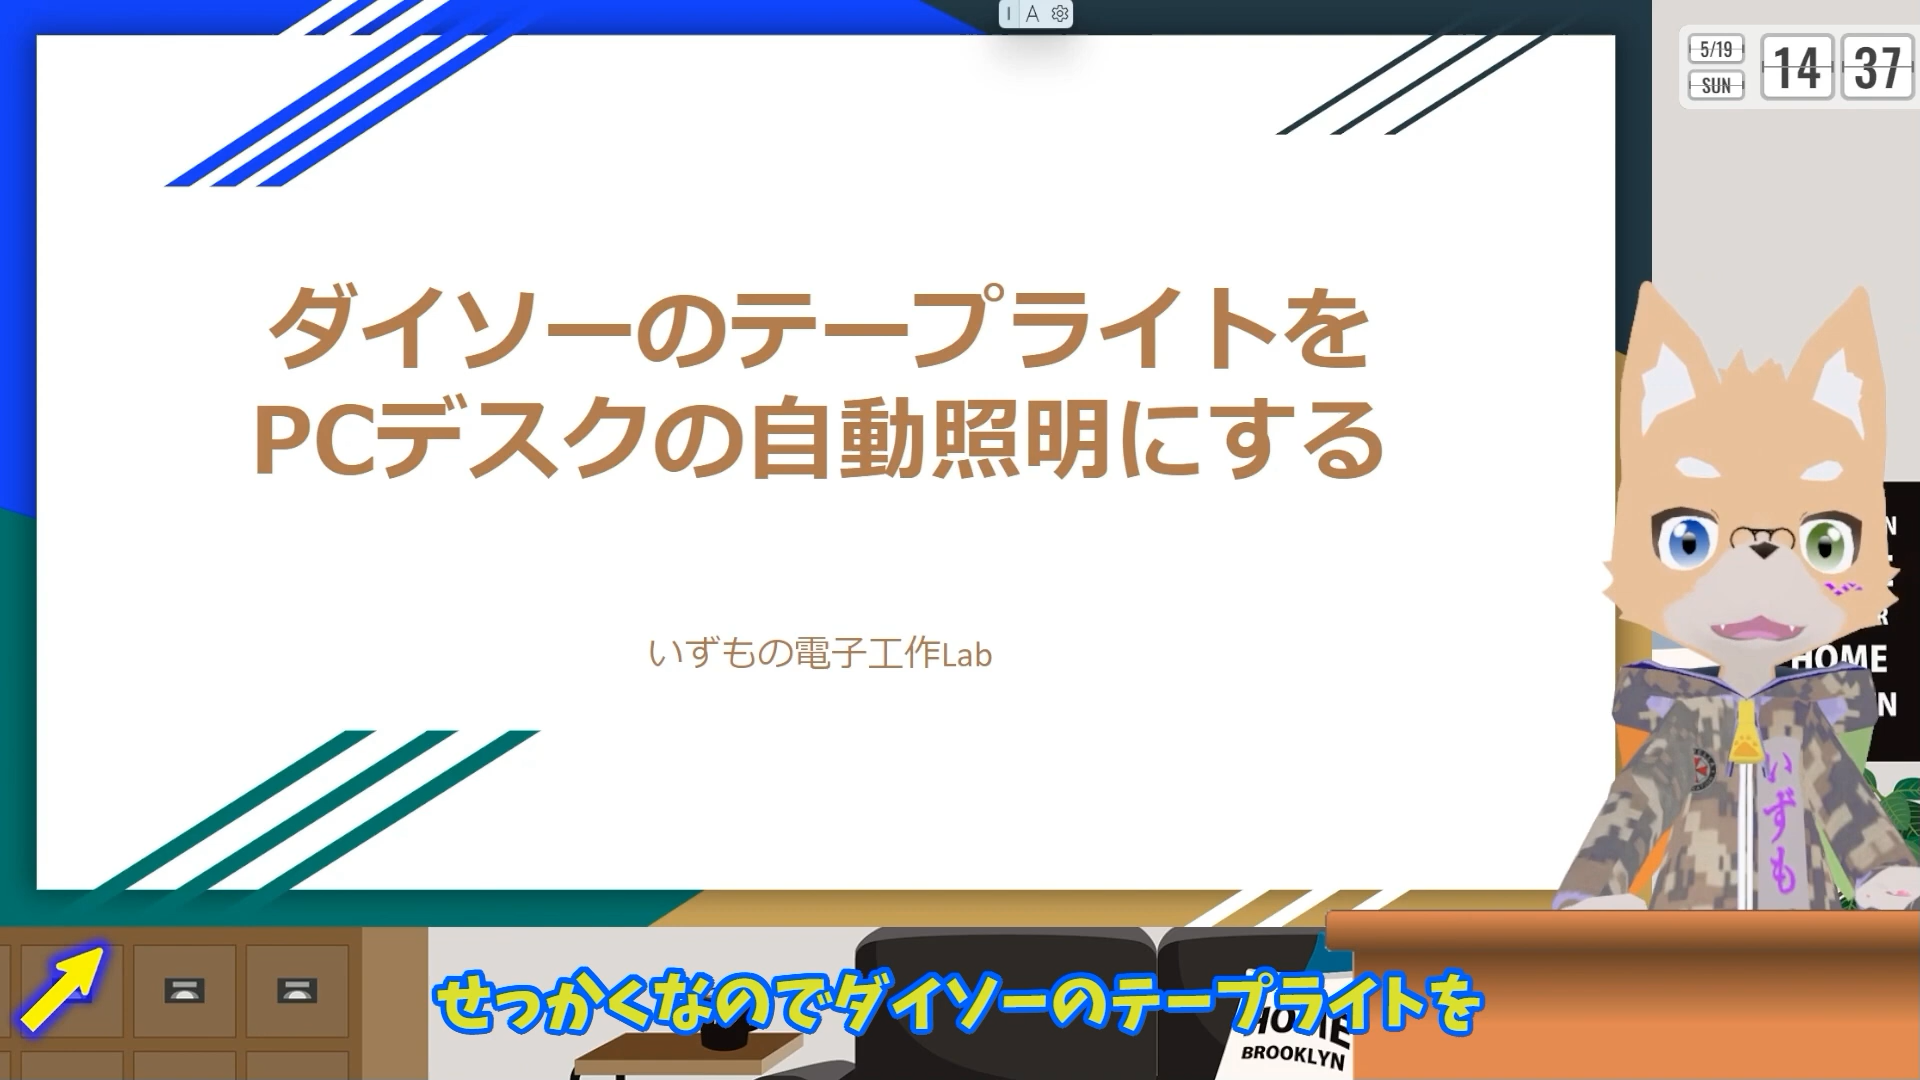 A
5/19
SUN
14 37
ダイソーのテープライトを
PCデスクの自動照明にする
いずもの電子工作Lab
N
R
HOME
N
いずも
せっかくなのでダイソーのテープライトを
HOME
BROOKLYN